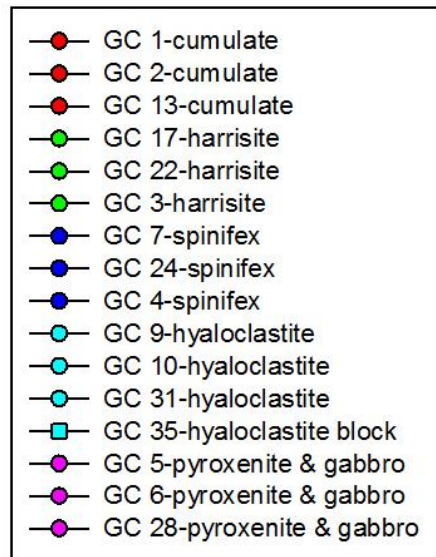 GC 1-cumulate
GC 2-cumulate
GC 13-cumulate
GC 17-harrisite
GC 22-harrisite
GC 3-harrisite
GC 7-spinifex
GC 24-spinifex
GC 4-spinifex
GC 9-hyaloclastite
GC 10-hyaloclastite
GC 31-hyaloclastite
GC 35-hyaloclastite block
GC 5-pyroxenite & gabbro
GC 6-pyroxenite & gabbro
GC 28-pyroxenite & gabbro